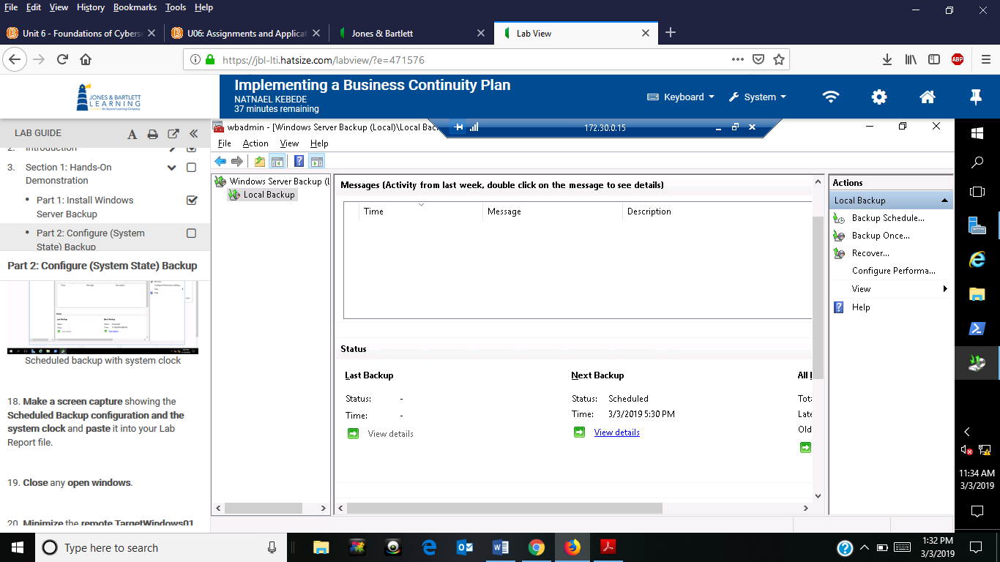 File Edit View History Bookmarks Tools Help
Unit 6 - Foundations of Cyberse
U06: Assignments and Applicat
Jones & Bartlett
Lab View
https://jbl-lti.hatsize.com/labview/?e=471576
ABP
JONES & BARTLETT
LEARNING
An Ascend Learning Company
Implementing a Business Continuity Plan
NATNAEL KEBEDE
37 minutes remaining
Keyboard
System
LAB GUIDE
A
2. Introduction
3. Section 1: Hands-On
Demonstration
• Part 1: Install Windows
Server Backup
• Part 2: Configure (System
State) Backup
Part 2: Configure (System State) Backup
Scheduled backup with system clock
18. Make a screen capture showing the
Scheduled Backup configuration and the
system clock and paste it into your Lab
Report file.
19. Close any open windows.
20. Minimize the remote TargetWindows01
wbadmin - [Windows Server Backup (Local)\Local Bac
172.30.0.15
File Action View Help
Windows Server Backup (L
Local Backup
Messages (Activity from last week, double click on the message to see details)
Time Message Description
Status
Last Backup
Status: -
Time: -
View details
Next Backup
Status: Scheduled
Time: 3/3/2019 5:30 PM
View details
All
Tot
Late
Old
Actions
Local Backup
Backup Schedule...
Backup Once...
Recover...
Configure Performa...
View
Help
11:34 AM
3/3/2019
Type here to search
1:32 PM
3/3/2019